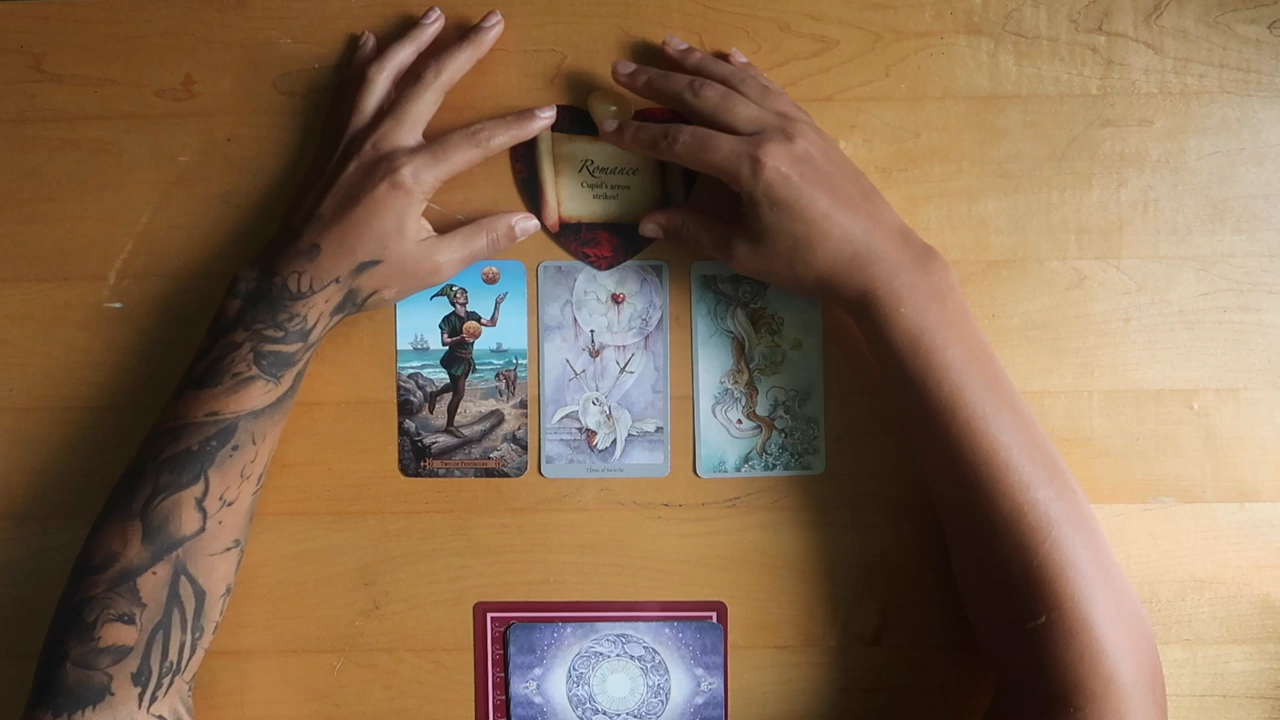 Romance
Cupid's arrow
strikes!
TWO OF PENTACLES
Three of Swords